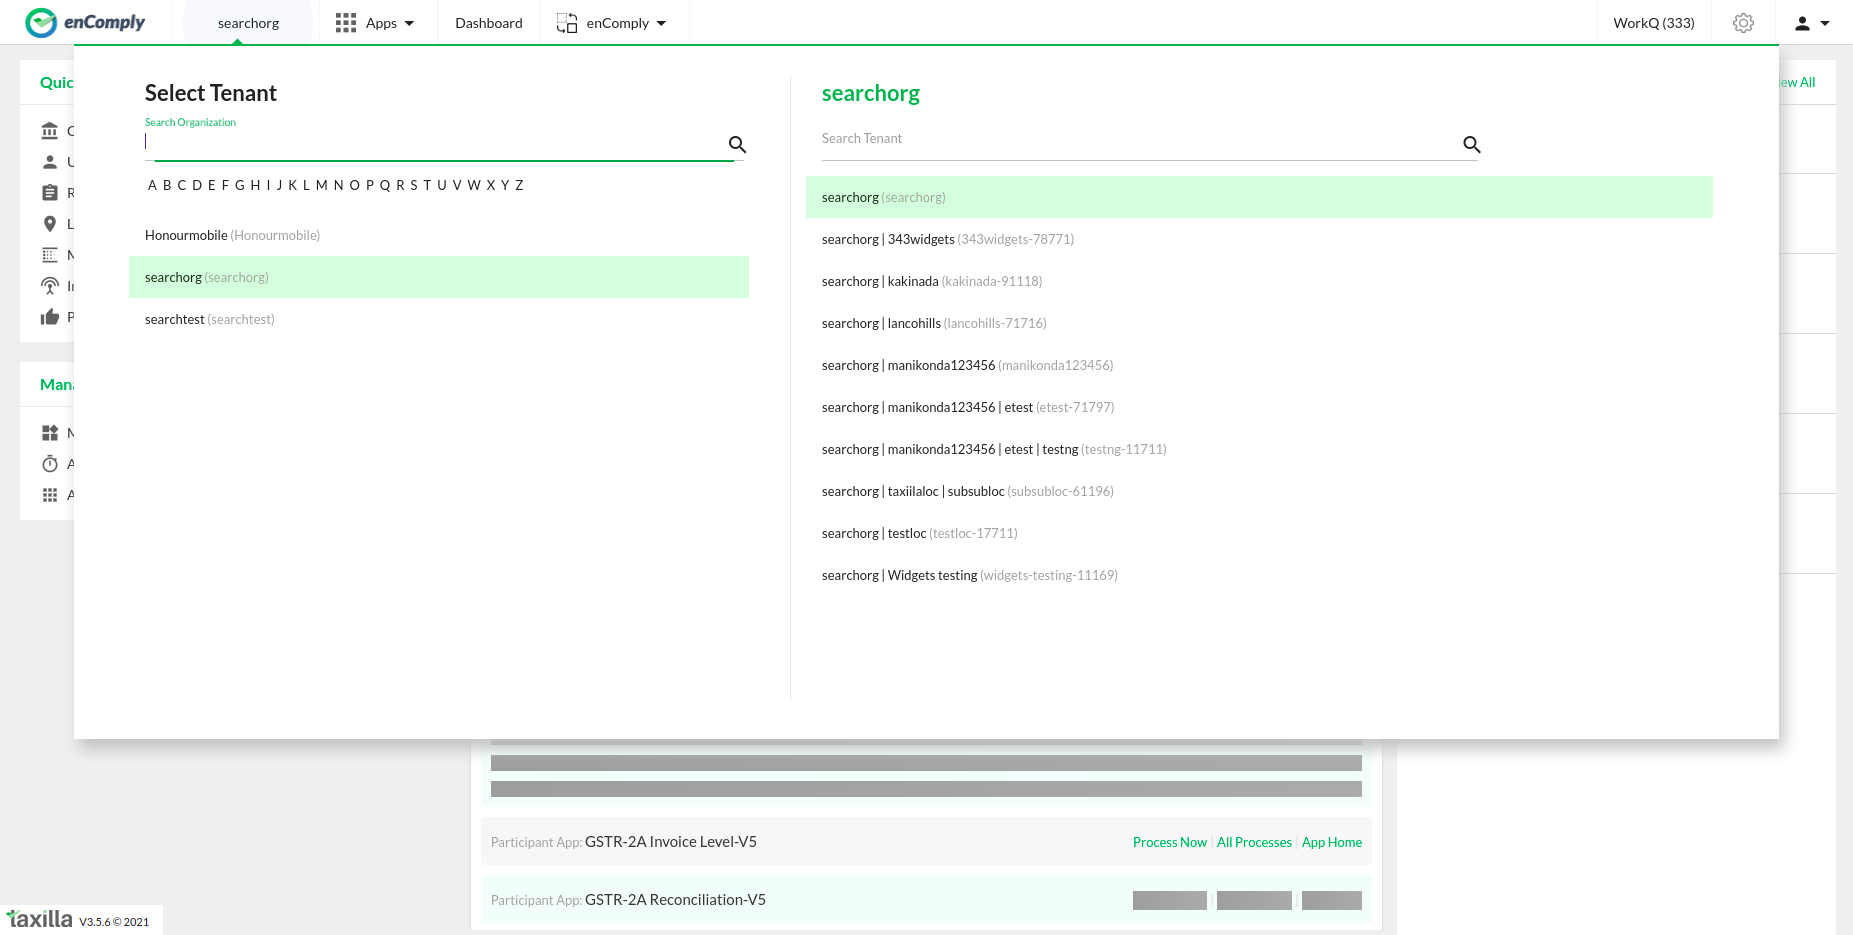 enComply
searchorg
Apps
Dashboard
enComply
WorkQ (333)
Select Tenant
Search Organization
A B C D E F G H I J K L M N O P Q R S T U V W X Y Z
Honourmobile (Honourmobile)
searchorg (searchorg)
searchtest (searchtest)
searchorg
Search Tenant
searchorg (searchorg)
searchorg | 343widgets (343widgets-78771)
searchorg | kakinada (kakinada-91118)
searchorg | lancohills (lancohills-71716)
searchorg | manikonda123456 (manikonda123456)
searchorg | manikonda123456 | etest (etest-71797)
searchorg | manikonda123456 | etest | testng (testng-11711)
searchorg | taxiilaloc | subsubloc (subsubloc-61196)
searchorg | testloc (testloc-17711)
searchorg | Widgets testing (widgets-testing-11169)
All
Participant App: GSTR-2A Invoice Level-V5
Process Now | All Processes | App Home
Participant App: GSTR-2A Reconciliation-V5
taxilla V3.5.6 © 2021